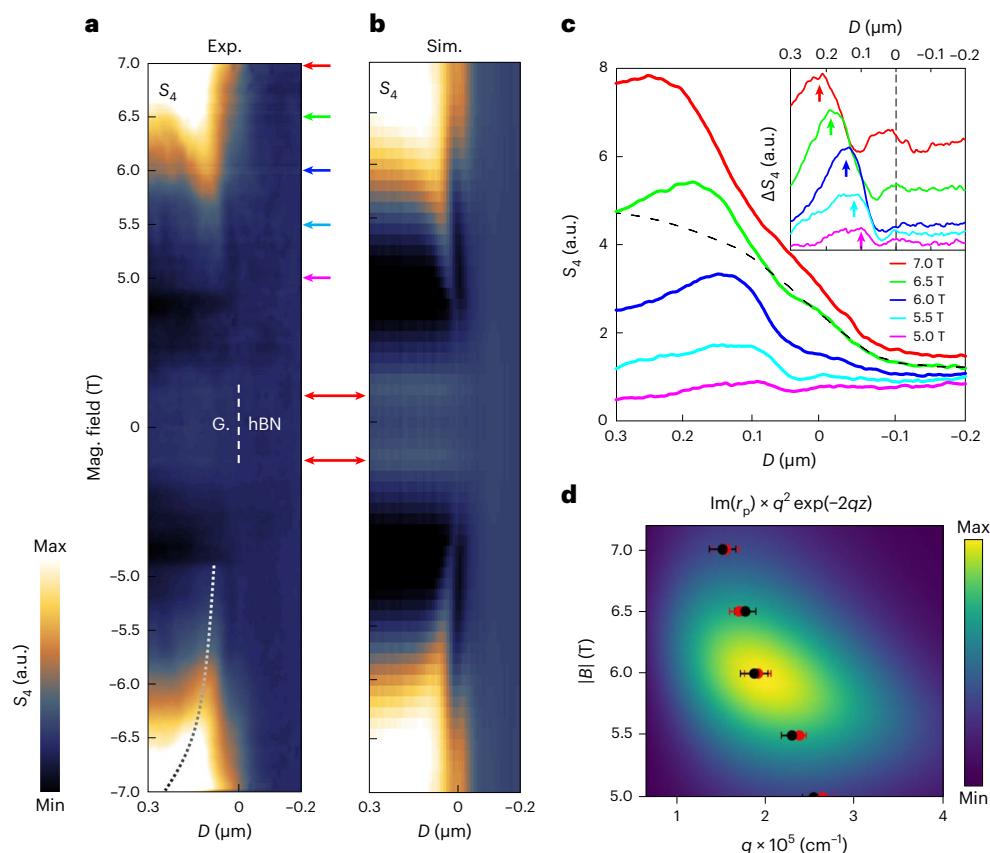 a
Exp.
S₄
7.0
6.5
6.0
5.5
5.0
0
−5.0
−5.5
−6.0
−6.5
−7.0
Mag. field (T)
G.
hBN
0.3
0
−0.2
D (μm)
Max
Min
S₄ (a.u.)
b
Sim.
S₄
0.3
0
−0.2
D (μm)
c
D (μm)
0.3 0.2 0.1 0 −0.1 −0.2
ΔS₄ (a.u.)
8
6
4
2
0
S₄ (a.u.)
7.0 T
6.5 T
6.0 T
5.5 T
5.0 T
0.3 0.2 0.1 0 −0.1 −0.2
D (μm)
d
Im(rₚ) × q² exp(−2qz)
7.0
6.5
6.0
5.5
5.0
|B| (T)
1 2 3 4
q × 10⁵ (cm⁻¹)
Max
Min